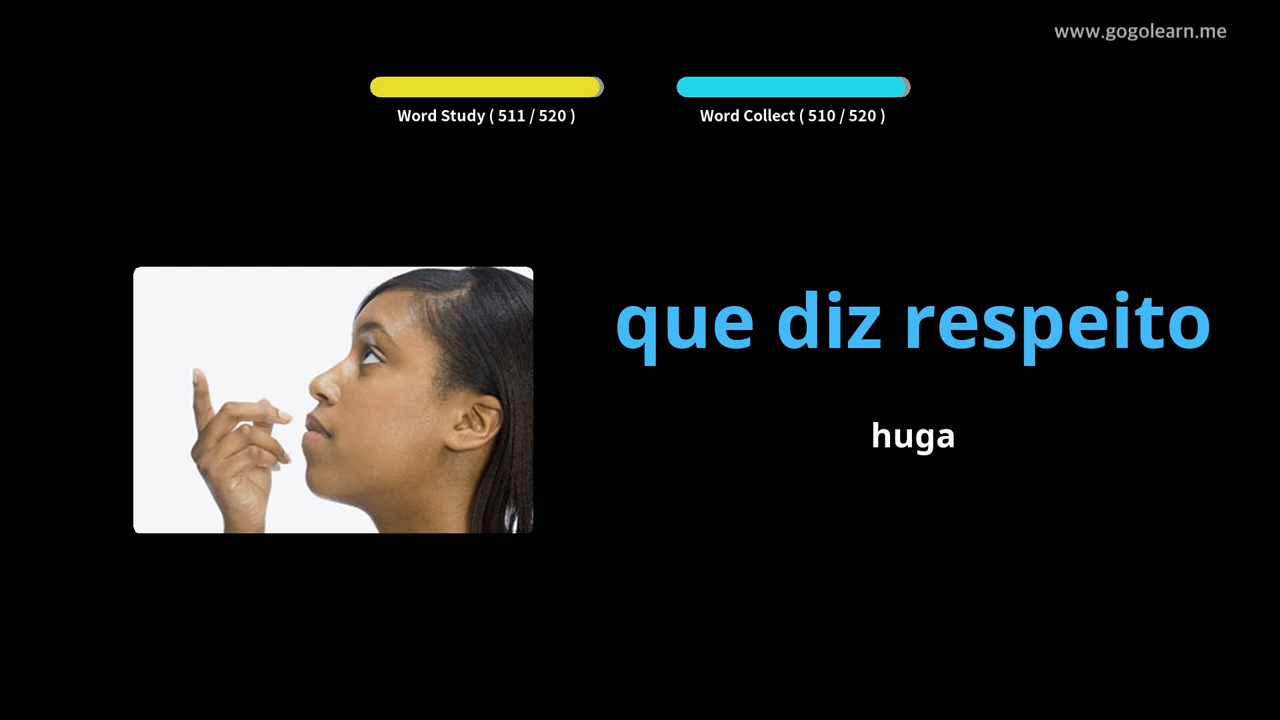 www.gogolearn.me
Word Study ( 511 / 520 )
Word Collect ( 510 / 520 )
que diz respeito
huga